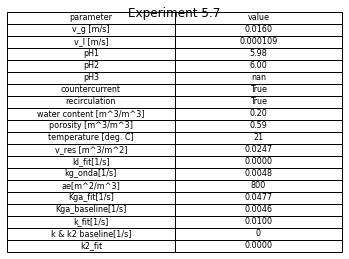 Experiment 5.7
parameter value
v_g [m/s] 0.0160
v_l [m/s] 0.000109
pH1 5.98
pH2 6.00
pH3 nan
countercurrent True
recirculation True
water content [m^3/m^3] 0.20
porosity [m^3/m^3] 0.59
temperature [deg. C] 21
v_res [m^3/m^2] 0.0247
kl_fit[1/s] 0.0000
kg_onda[1/s] 0.0048
ae[m^2/m^3] 800
Kga_fit[1/s] 0.0477
Kga_baseline[1/s] 0.0046
k_fit[1/s] 0.0100
k & k2 baseline[1/s] 0
k2_fit 0.0000